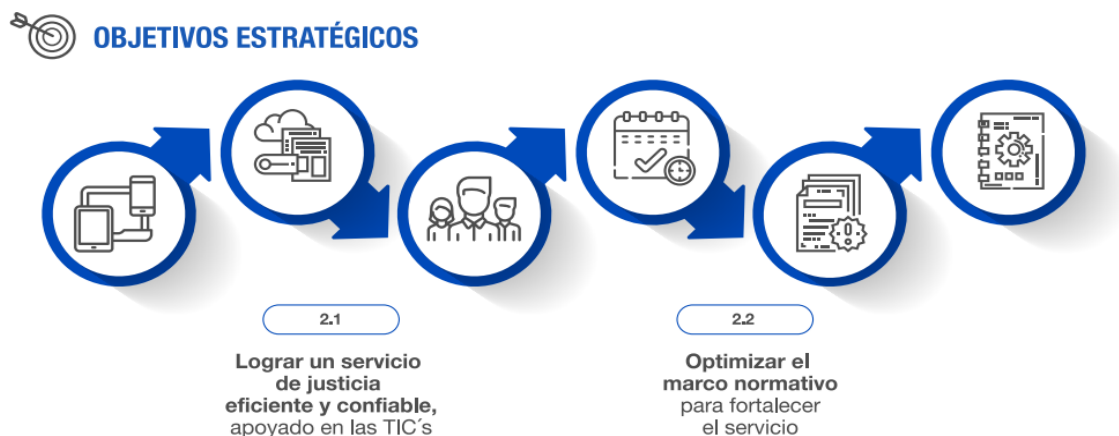 OBJETIVOS ESTRATÉGICOS
2.1
Lograr un servicio
de justicia
eficiente y confiable,
apoyado en las TIC´s
2.2
Optimizar el
marco normativo
para fortalecer
el servicio